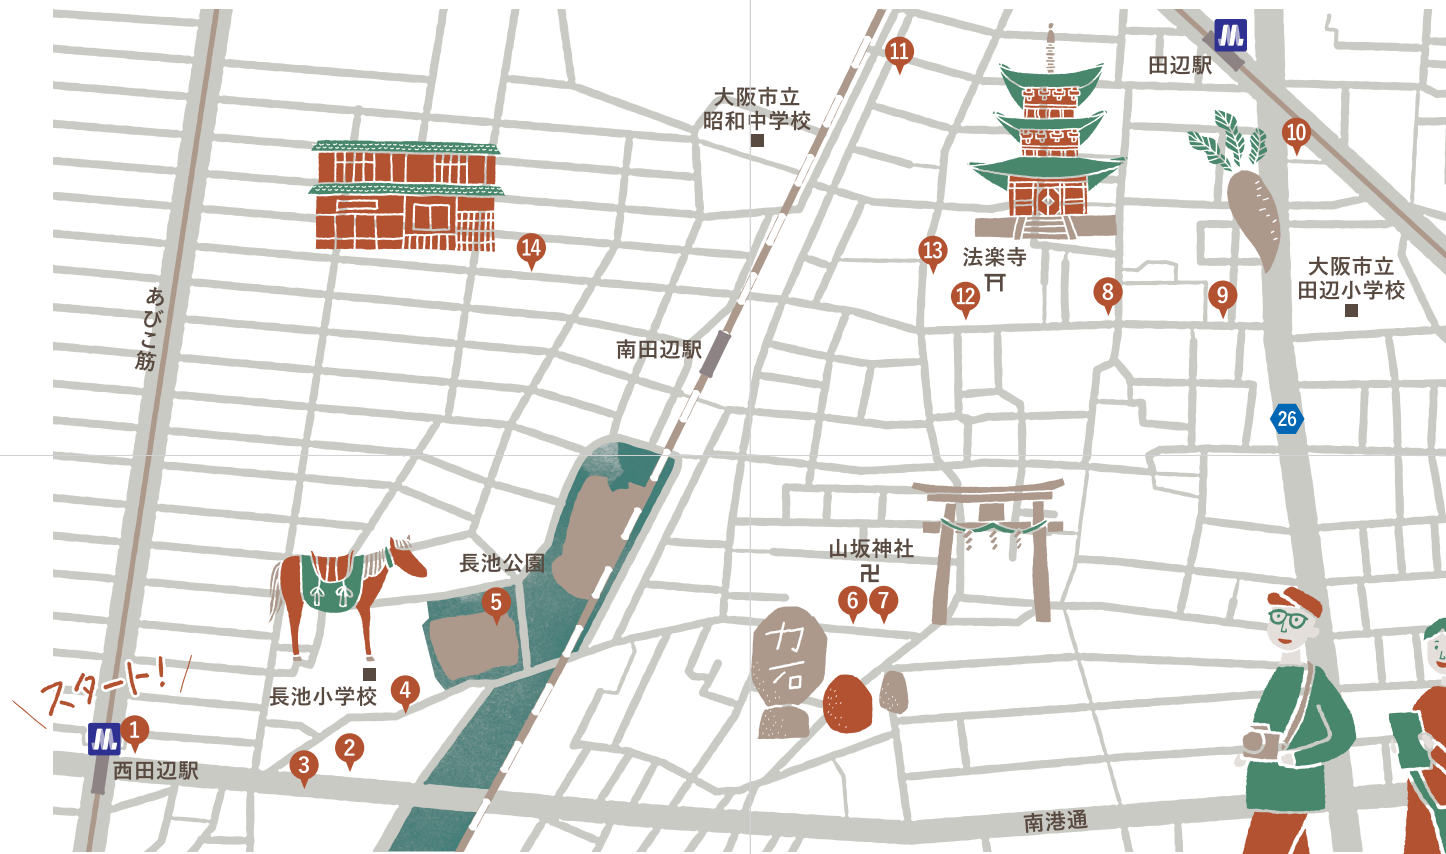 11
田辺駅
大阪市立
昭和中学校
10
14
13
法楽寺
12
8
9
大阪市立
田辺小学校
あびこ筋
南田辺駅
26
長池公園
5
山坂神社
卍
6
7
力石
スタート!
長池小学校
4
1
2
3
西田辺駅
南港通